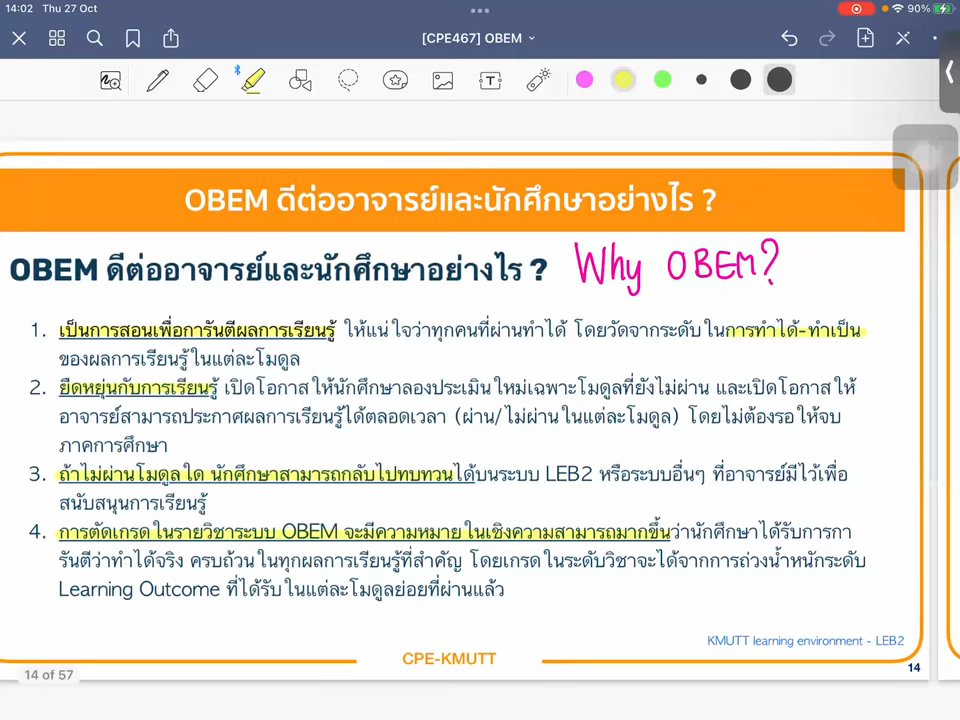 14:02 Thu 27 Oct
90%
[CPE467] OBEM
OBEM ดีต่ออาจารย์และนักศึกษาอย่างไร ?
OBEM ดีต่ออาจารย์และนักศึกษาอย่างไร ? Why OBEM?
1. เป็นการสอนเพื่อการันตีผลการเรียนรู้ ให้แน่ใจว่าทุกคนที่ผ่านทำได้ โดยวัดจากระดับในการทำได้-ทำเป็น
ของผลการเรียนรู้ในแต่ละโมดูล
2. ยืดหยุ่นกับการเรียนรู้ เปิดโอกาสให้นักศึกษาลองประเมินใหม่เฉพาะโมดูลที่ยังไม่ผ่าน และเปิดโอกาสให้
อาจารย์สามารถประกาศผลการเรียนรู้ได้ตลอดเวลา (ผ่าน/ไม่ผ่านในแต่ละโมดูล) โดยไม่ต้องรอให้จบ
ภาคการศึกษา
3. ถ้าไม่ผ่านโมดูลใด นักศึกษาสามารถกลับไปทบทวนได้บนระบบ LEB2 หรือระบบอื่นๆ ที่อาจารย์มีไว้เพื่อ
สนับสนุนการเรียนรู้
4. การตัดเกรดในรายวิชาระบบ OBEM จะมีความหมายในเชิงความสามารถมากขึ้นว่านักศึกษาได้รับการกา
รันตีว่าทำได้จริง ครบถ้วนในทุกผลการเรียนรู้ที่สำคัญ โดยเกรดในระดับวิชาจะได้จากการถ่วงน้ำหนักระดับ
Learning Outcome ที่ได้รับในแต่ละโมดูลย่อยที่ผ่านแล้ว
KMUTT learning environment - LEB2
CPE-KMUTT
14
14 of 57